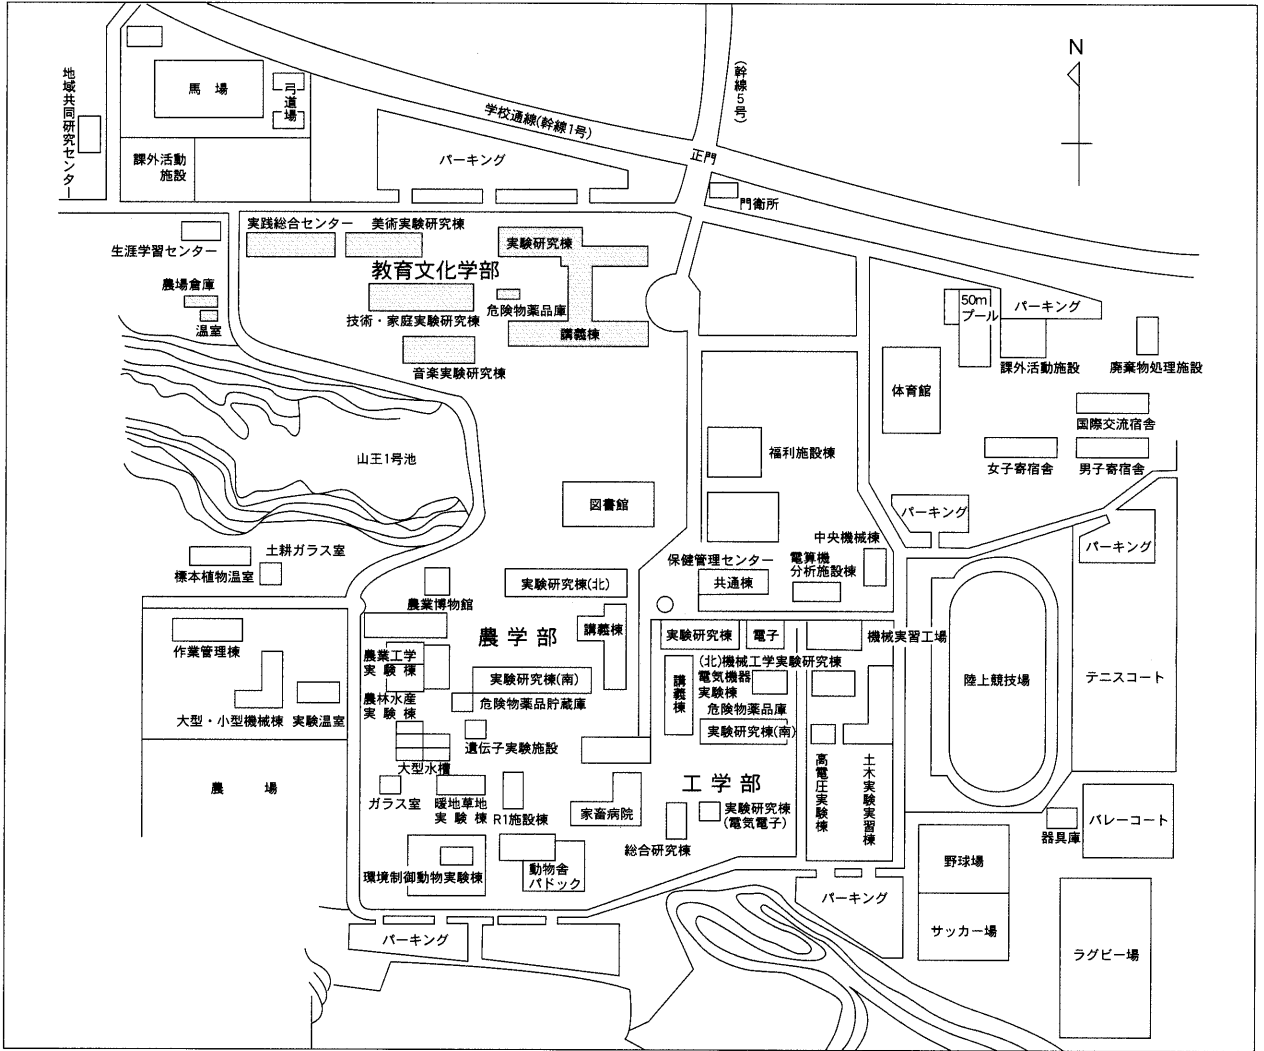 N
(幹線5号)
学校通線(幹線1号)
正門
門衛所
地域共同研究センター
馬　場
弓道場
課外活動
施設
パーキング
生涯学習センター
実践総合センター
美術実験研究棟
実験研究棟
教育文化学部
農場倉庫
温室
技術・家庭実験研究棟
危険物薬品庫
講義棟
音楽実験研究棟
50m
プール
パーキング
課外活動施設
廃棄物処理施設
体育館
国際交流宿舎
女子寄宿舎
男子寄宿舎
山王1号池
福利施設棟
図書館
パーキング
パーキング
中央機械棟
土耕ガラス室
標本植物温室
保健管理センター
共通棟
電算機
分析施設棟
実験研究棟(北)
農業博物館
農学部
講義棟
作業管理棟
大型・小型機械棟
実験温室
農業工学
実験棟
農林水産
実験棟
実験研究棟(南)
危険物薬品貯蔵庫
遺伝子実験施設
大型水槽
ガラス室
暖地草地
実験棟
R1施設棟
家畜病院
環境制御動物実験棟
動物舎
パドック
農　　場
実験研究棟
電子
機械実習工場
(北)機械工学実験研究棟
講義棟
電気機器
実験棟
危険物薬品庫
実験研究棟(南)
工学部
高電圧実験棟
土木実験実習棟
実験研究棟
(電気電子)
総合研究棟
陸上競技場
テニスコート
器具庫
バレーコート
野球場
サッカー場
ラグビー場
パーキング
パーキング